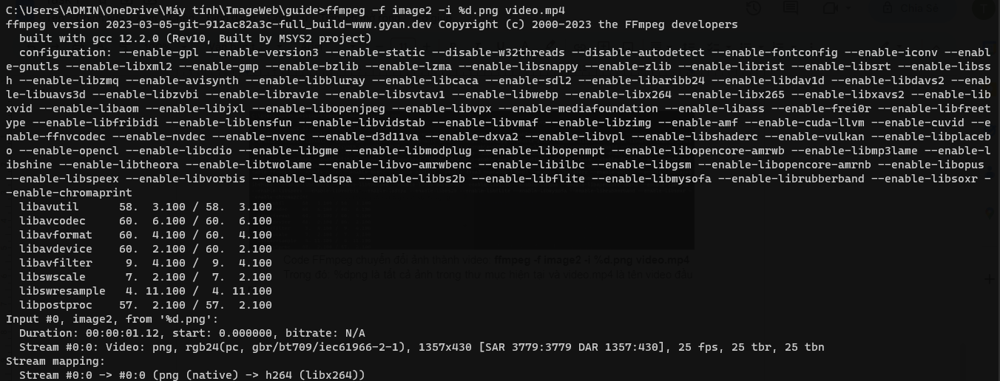 C:\Users\ADMIN\OneDrive\Máy tính\ImageWeb\guide>ffmpeg -f image2 -i %d.png video.mp4
ffmpeg version 2023-03-05-git-912ac82a3c-full_build-www.gyan.dev Copyright (c) 2000-2023 the FFmpeg developers
  built with gcc 12.2.0 (Rev10, Built by MSYS2 project)
  configuration: --enable-gpl --enable-version3 --enable-static --disable-w32threads --disable-autodetect --enable-fontconfig --enable-iconv --enabl
e-gnutls --enable-libxml2 --enable-gmp --enable-bzlib --enable-lzma --enable-libsnappy --enable-zlib --enable-librist --enable-libsrt --enable-libss
h --enable-libzmq --enable-avisynth --enable-libbluray --enable-libcaca --enable-sdl2 --enable-libaribb24 --enable-libdav1d --enable-libdavs2 --enab
le-libuavs3d --enable-libzvbi --enable-librav1e --enable-libsvtav1 --enable-libwebp --enable-libx264 --enable-libx265 --enable-libxavs2 --enable-lib
xvid --enable-libaom --enable-libjxl --enable-libopenjpeg --enable-libvpx --enable-mediafoundation --enable-libass --enable-frei0r --enable-libfreet
ype --enable-libfribidi --enable-liblensfun --enable-libvidstab --enable-libvmaf --enable-libzimg --enable-amf --enable-cuda-llvm --enable-cuvid --e
nable-ffnvcodec --enable-nvdec --enable-nvenc --enable-d3d11va --enable-dxva2 --enable-libvpl --enable-libshaderc --enable-vulkan --enable-libplaceb
o --enable-opencl --enable-libcdio --enable-libgme --enable-libmodplug --enable-libopenmpt --enable-libopencore-amrwb --enable-libmp3lame --enable-l
ibshine --enable-libtheora --enable-libtwolame --enable-libvo-amrwbenc --enable-libilbc --enable-libgsm --enable-libopencore-amrnb --enable-libopus
--enable-libspeex --enable-libvorbis --enable-ladspa --enable-libbs2b --enable-libflite --enable-libmysofa --enable-librubberband --enable-libsoxr -
-enable-chromaprint
  libavutil      58.  3.100 / 58.  3.100
  libavcodec     60.  6.100 / 60.  6.100
  libavformat    60.  4.100 / 60.  4.100
  libavdevice    60.  2.100 / 60.  2.100
  libavfilter     9.  4.100 /  9.  4.100
  libswscale      7.  2.100 /  7.  2.100
  libswresample   4. 11.100 /  4. 11.100
  libpostproc    57.  2.100 / 57.  2.100
Input #0, image2, from '%d.png':
  Duration: 00:00:01.12, start: 0.000000, bitrate: N/A
  Stream #0:0: Video: png, rgb24(pc, gbr/bt709/iec61966-2-1), 1357x430 [SAR 3779:3779 DAR 1357:430], 25 fps, 25 tbr, 25 tbn
Stream mapping:
  Stream #0:0 -> #0:0 (png (native) -> h264 (libx264))
Code FFmpeg chuyển đổi ảnh thành video: ffmpeg -f image2 -i %d.png video.mp4
Trong đó: %dpng là tất cả ảnh trong thư mục hiện tại và video.mp4 là tên video đầu